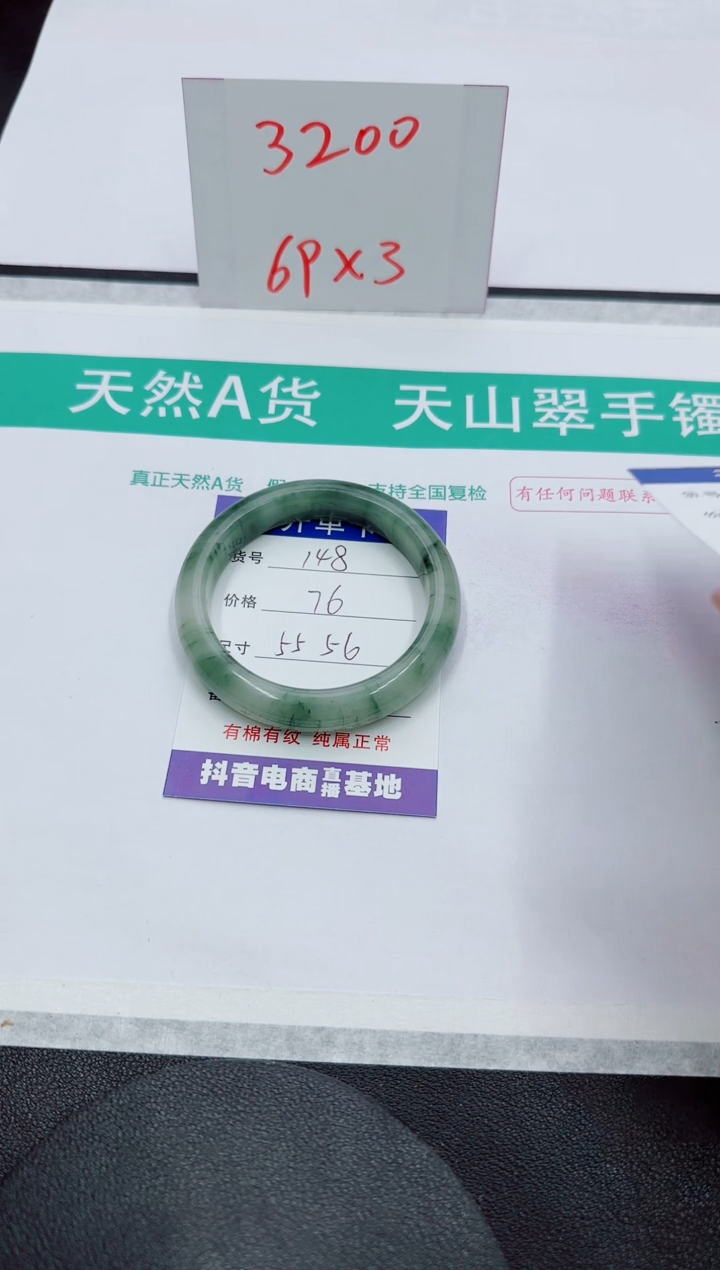 3200
69x3
天然A货 天山翠手镯
真正天然A货 支持全国复检
有任何问题联系
货号 148
价格 76
尺寸 55 56
有棉有纹 纯属正常
抖音电商直播基地